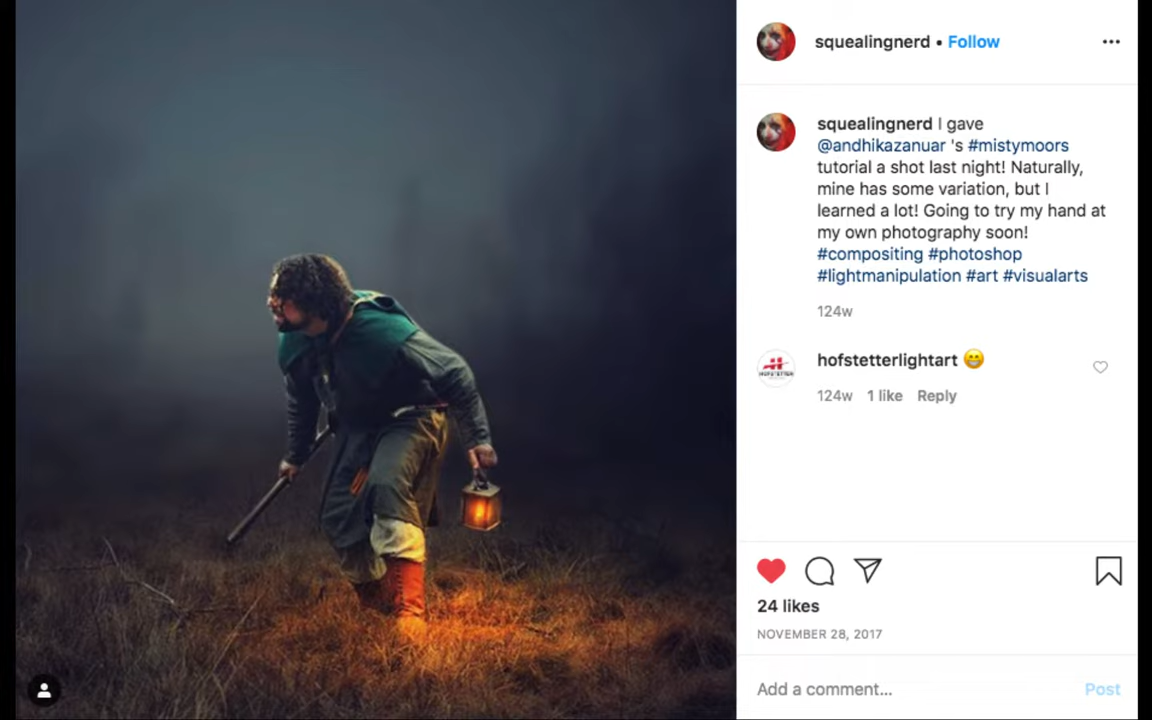 squealingnerd • Follow
squealingnerd I gave
@andhikazanuar 's #mistymoors
tutorial a shot last night! Naturally,
mine has some variation, but I
learned a lot! Going to try my hand at
my own photography soon!
#compositing #photoshop
#lightmanipulation #art #visualarts
124w
hofstetterlightart 😁
HOFSTETTER
124w 1 like Reply
24 likes
NOVEMBER 28, 2017
Add a comment... Post